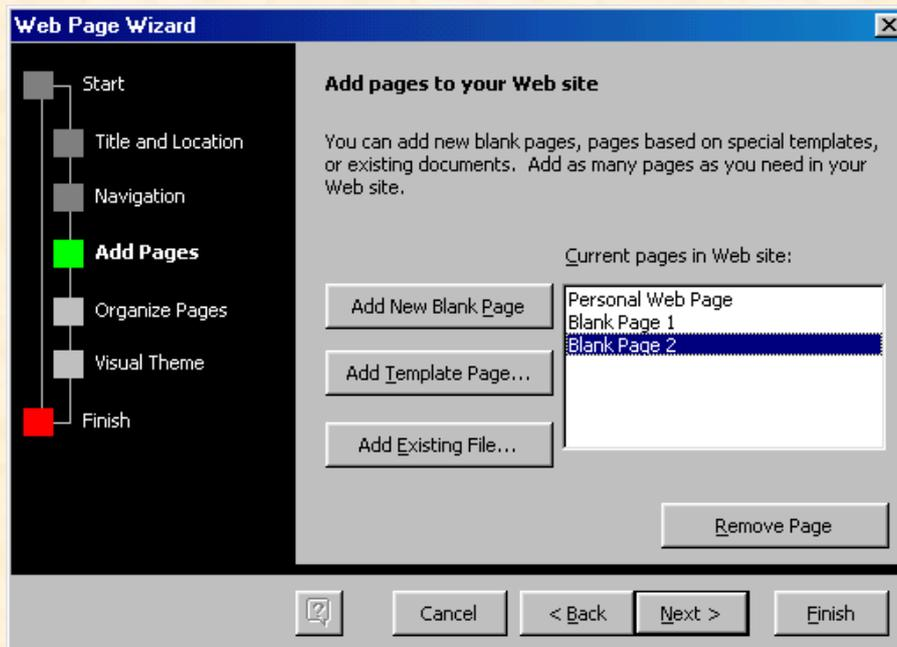 Web Page Wizard
Start
Title and Location
Navigation
Add Pages
Organize Pages
Visual Theme
Finish
Add pages to your Web site
You can add new blank pages, pages based on special templates,
or existing documents.  Add as many pages as you need in your
Web site.
Current pages in Web site:
Add New Blank Page
Add Template Page...
Add Existing File...
Personal Web Page
Blank Page 1
Blank Page 2
Remove Page
Cancel
< Back
Next >
Finish